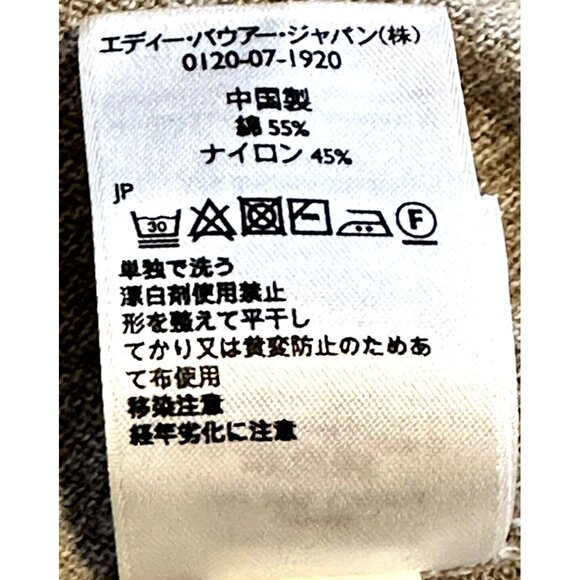 エディー・バウアー・ジャパン(株)
0120-07-1920
中国製
綿 55%
ナイロン 45%
JP
30 F
単独で洗う
漂白剤使用禁止
形を整えて平干し
てかり又は貧変防止のためあ
て布使用
移染注意
経年劣化に注意